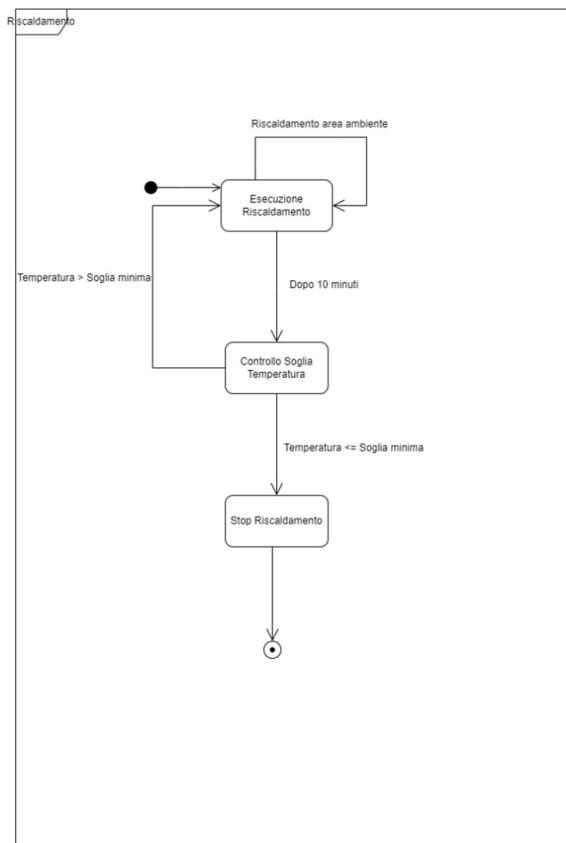 Riscaldamento
Riscaldamento area ambiente
Esecuzione
Riscaldamento
Temperatura > Soglia minima
Dopo 10 minuti
Controllo Soglia
Temperatura
Temperatura <= Soglia minima
Stop Riscaldamento